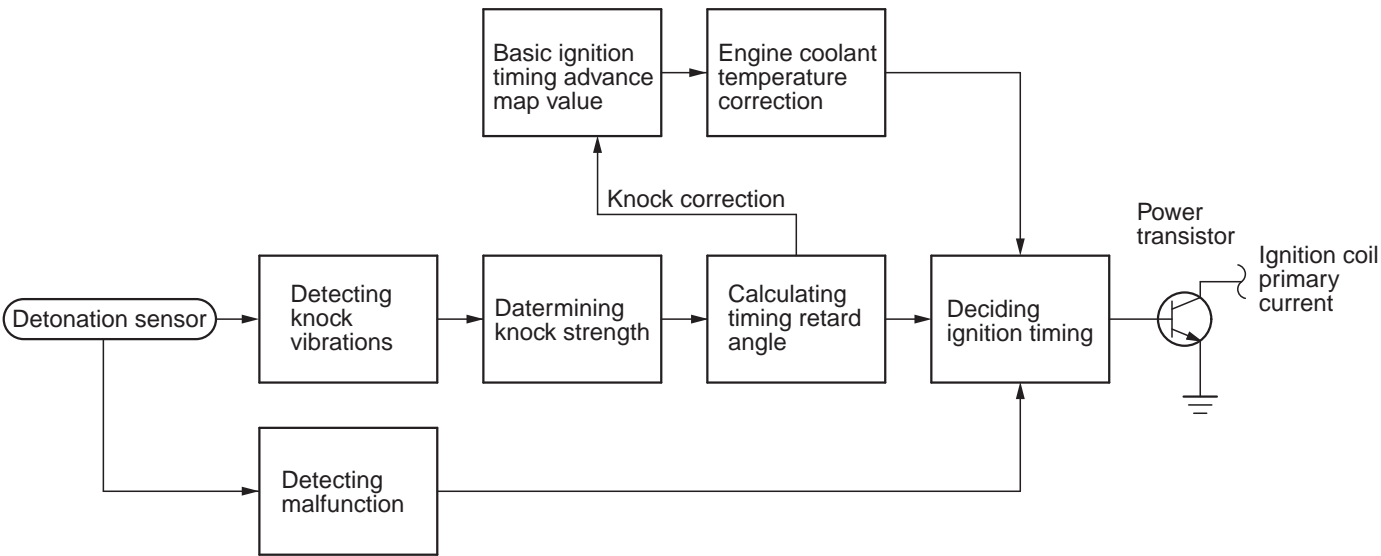 Basic ignition
timing advance
map value
Engine coolant
temperature
correction
Knock correction
Power
transistor
Ignition coil
primary
current
Detonation sensor
Detecting
knock
vibrations
Datermining
knock strength
Calculating
timing retard
angle
Deciding
ignition timing
Detecting
malfunction